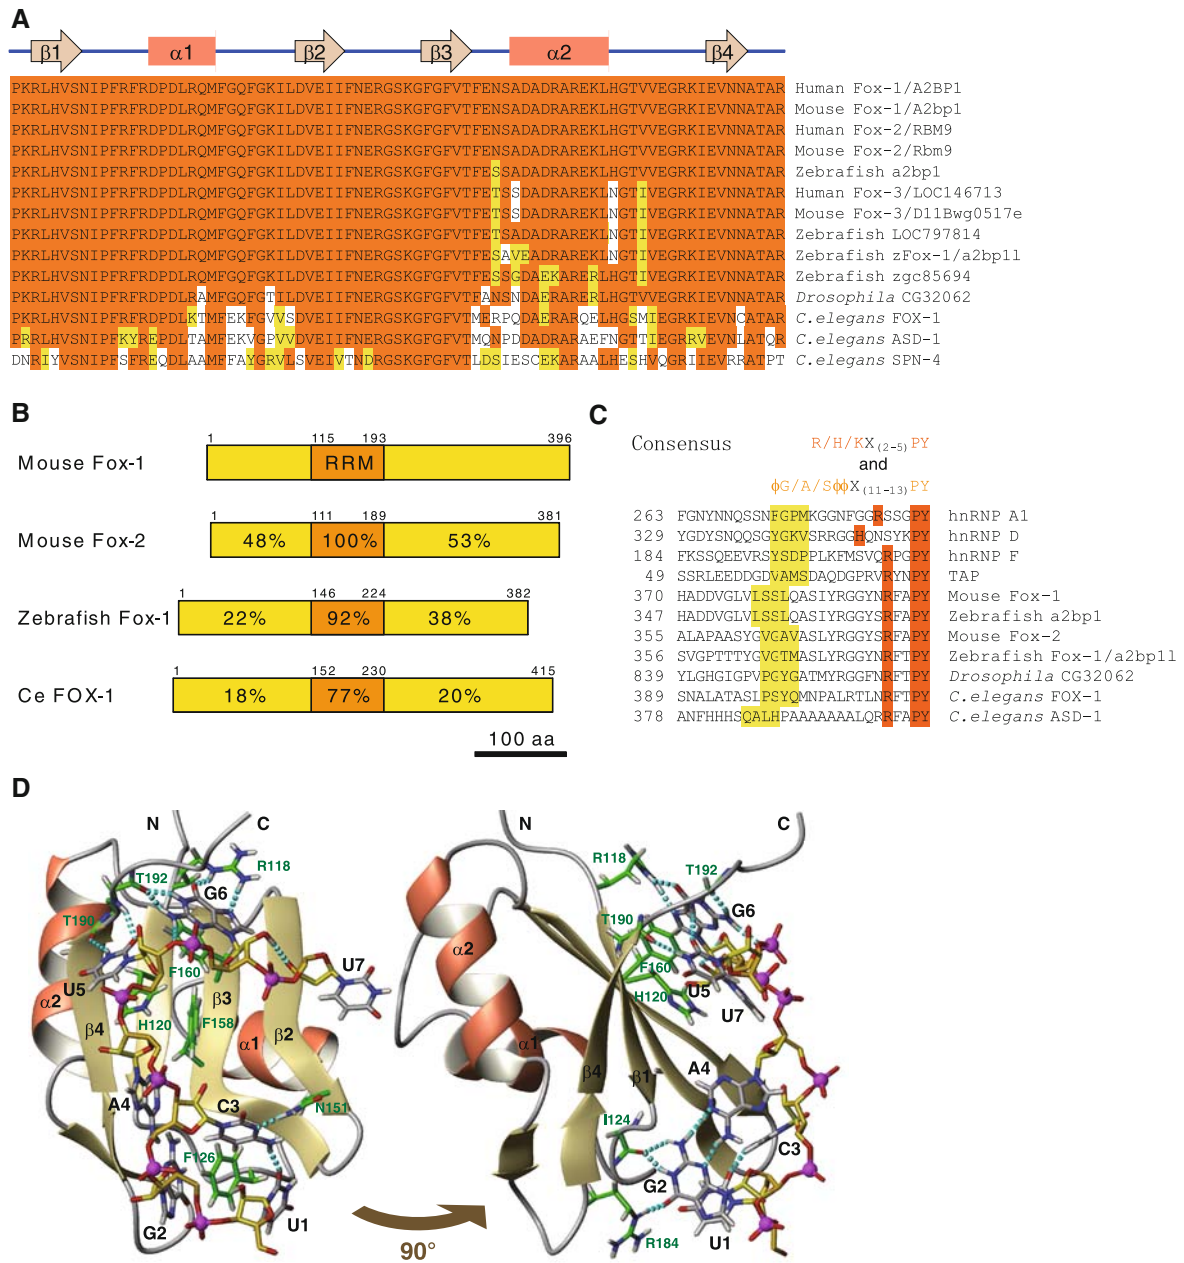 A
β1 α1 β2 β3 α2 β4
PKRLHVSNIPFRFRDPDLRQMFGQFGKILDVEIIFNERGSKGFGFVTFENSADADRAREKLHGTVVEGRKIEVNNATAR Human Fox-1/A2BP1
PKRLHVSNIPFRFRDPDLRQMFGQFGKILDVEIIFNERGSKGFGFVTFENSADADRAREKLHGTVVEGRKIEVNNATAR Mouse Fox-1/A2bp1
PKRLHVSNIPFRFRDPDLRQMFGQFGKILDVEIIFNERGSKGFGFVTFENSADADRAREKLHGTVVEGRKIEVNNATAR Human Fox-2/RBM9
PKRLHVSNIPFRFRDPDLRQMFGQFGKILDVEIIFNERGSKGFGFVTFENSADADRAREKLHGTVVEGRKIEVNNATAR Mouse Fox-2/Rbm9
PKRLHVSNIPFRFRDPDLRQMFGQFGKILDVEIIFNERGSKGFGFVTFESSADADRAREKLHGTVVEGRKIEVNNATAR Zebrafish a2bp1
PKRLHVSNIPFRFRDPDLRQMFGQFGKILDVEIIFNERGSKGFGFVTFETSSDADRAREKLNGTIVEGRKIEVNNATAR Human Fox-3/LOC146713
PKRLHVSNIPFRFRDPDLRQMFGQFGKILDVEIIFNERGSKGFGFVTFETSSDADRAREKLNGTIVEGRKIEVNNATAR Mouse Fox-3/D11Bwg0517e
PKRLHVSNIPFRFRDPDLRQMFGQFGKILDVEIIFNERGSKGFGFVTFETSADADRAREKLNGTIVEGRKIEVNNATAR Zebrafish LOC797814
PKRLHVSNIPFRFRDPDLRQMFGQFGKILDVEIIFNERGSKGFGFVTFESAVEADRAREKLNGTIVEGRKIEVNNATAR Zebrafish zFox-1/a2bp1l
PKRLHVSNIPFRFRDPDLRQMFGQFGKILDVEIIFNERGSKGFGFVTFESSGDAEKARERLHGTIVEGRKIEVNNATAR Zebrafish zgc85694
PKRLHVSNIPFRFRDPDLRAMFGQFGTILDVEIIFNERGSKGFGFVTFANSNDAERARERLHGTVVEGRKIEVNNATAR Drosophila CG32062
PKRLHVSNIPFRFRDPDLKTMFEKFGVVSDVEIIFNERGSKGFGFVTMERPQDAERARQELHGSMIEGRKIEVNCATAR C.elegans FOX-1
PRRLHVSNIPFKYREPDLTAMFEKVGPVVDVEIIFNERGSKGFGFVTMQNPDDADRARAEFNGTTIEGRRVEVNLATQR C.elegans ASD-1
DNRIYVSNIPFSFREQDLAAMFFAYGRVLSVEIVTNDRGSKGFGFVTLDSIESCEKARAALHESHVQGRIIEVRRATPT C.elegans SPN-4
B
1 115 193 396
Mouse Fox-1 RRM
1 111 189 381
Mouse Fox-2 48% 100% 53%
1 146 224 382
Zebrafish Fox-1 22% 92% 38%
1 152 230 415
Ce FOX-1 18% 77% 20%
100 aa
C
Consensus R/H/KX(2-5)PY
and
ϕG/A/SϕϕX(11-13)PY
263 FGNYNNQSSNFGPMKGGNFGGRSSGPY hnRNP A1
329 YGDYSNQQSGYGKVSRRGGHQNSYKPY hnRNP D
184 FKSSQEEVRSYSDPPLKFMSVQRPGPY hnRNP F
49 SSRLEEDDGDVAMSDAQDGPRVRYNPY TAP
370 HADDVGLVLSSLQASIYRGGYNRFAPY Mouse Fox-1
347 HADDVGLVLSSLQASIYRGGYSRFAPY Zebrafish a2bp1
355 ALAPAASYGVGAVASLYRGGYSRFAPY Mouse Fox-2
356 SVGPTTTYGVGTMASLYRGGYNRFTPY Zebrafish Fox-1/a2bp1l
839 YLGHGIGPVPGYGATMYRGGFNRFTPY Drosophila CG32062
389 SNALATASLPSYQMNPALRTLNRFTPY C.elegans FOX-1
378 ANFHHHSQALHPAAAAAAALQRRFAPY C.elegans ASD-1
D
N C
R118
T192
G6
T190
F160
U7
U5
α2
β3
H120
F158
β4
β2
α1
A4
C3
N151
F126
G2
U1
90°
N C
R118
T192
G6
T190
α2
F160
U5
H120
U7
α1
β4
β1
A4
I124
C3
G2
R184
U1